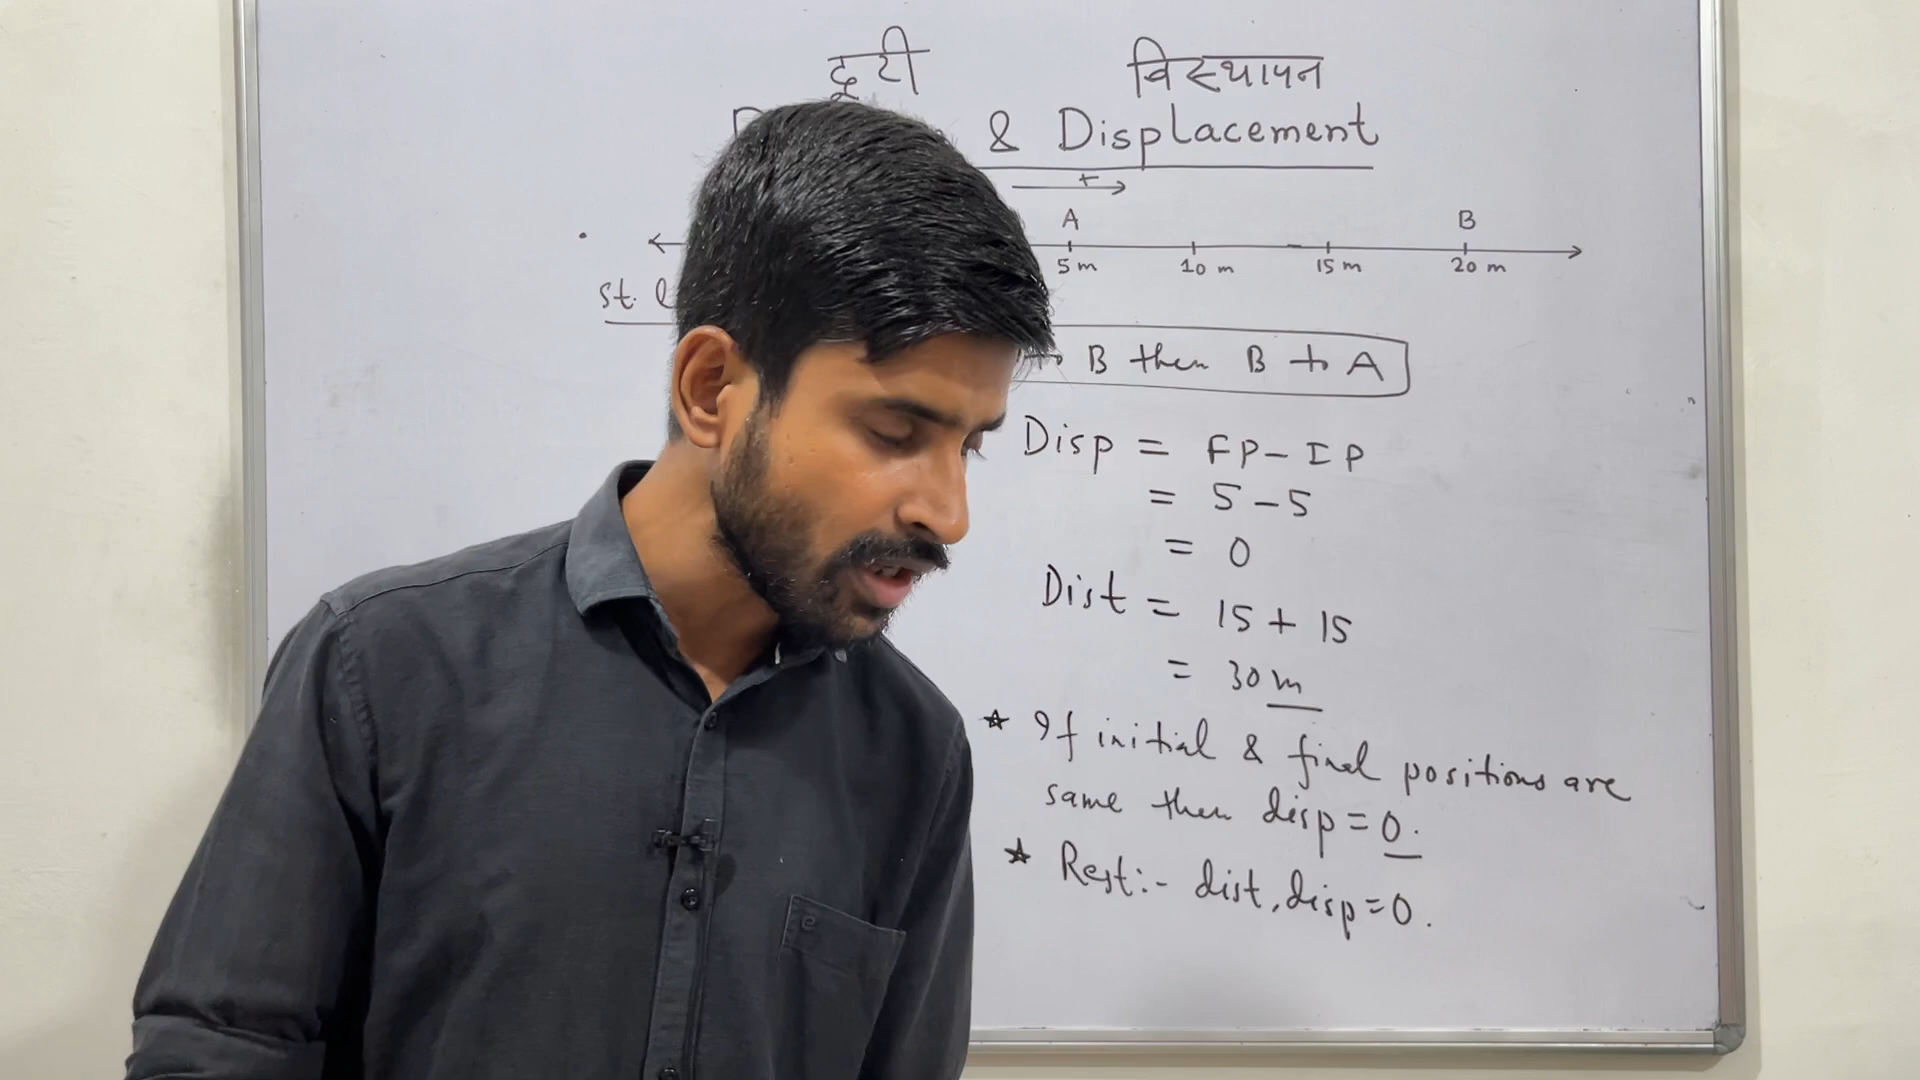 दूरी विस्थापन
& Displacement
+
A B
5 m 10 m 15 m 20 m
st.
B then B to A
Disp = FP - IP
= 5 - 5
= 0
Dist = 15 + 15
= 30 m
★ If initial & final positions are
same then disp = 0.
★ Rest:- dist, disp = 0.